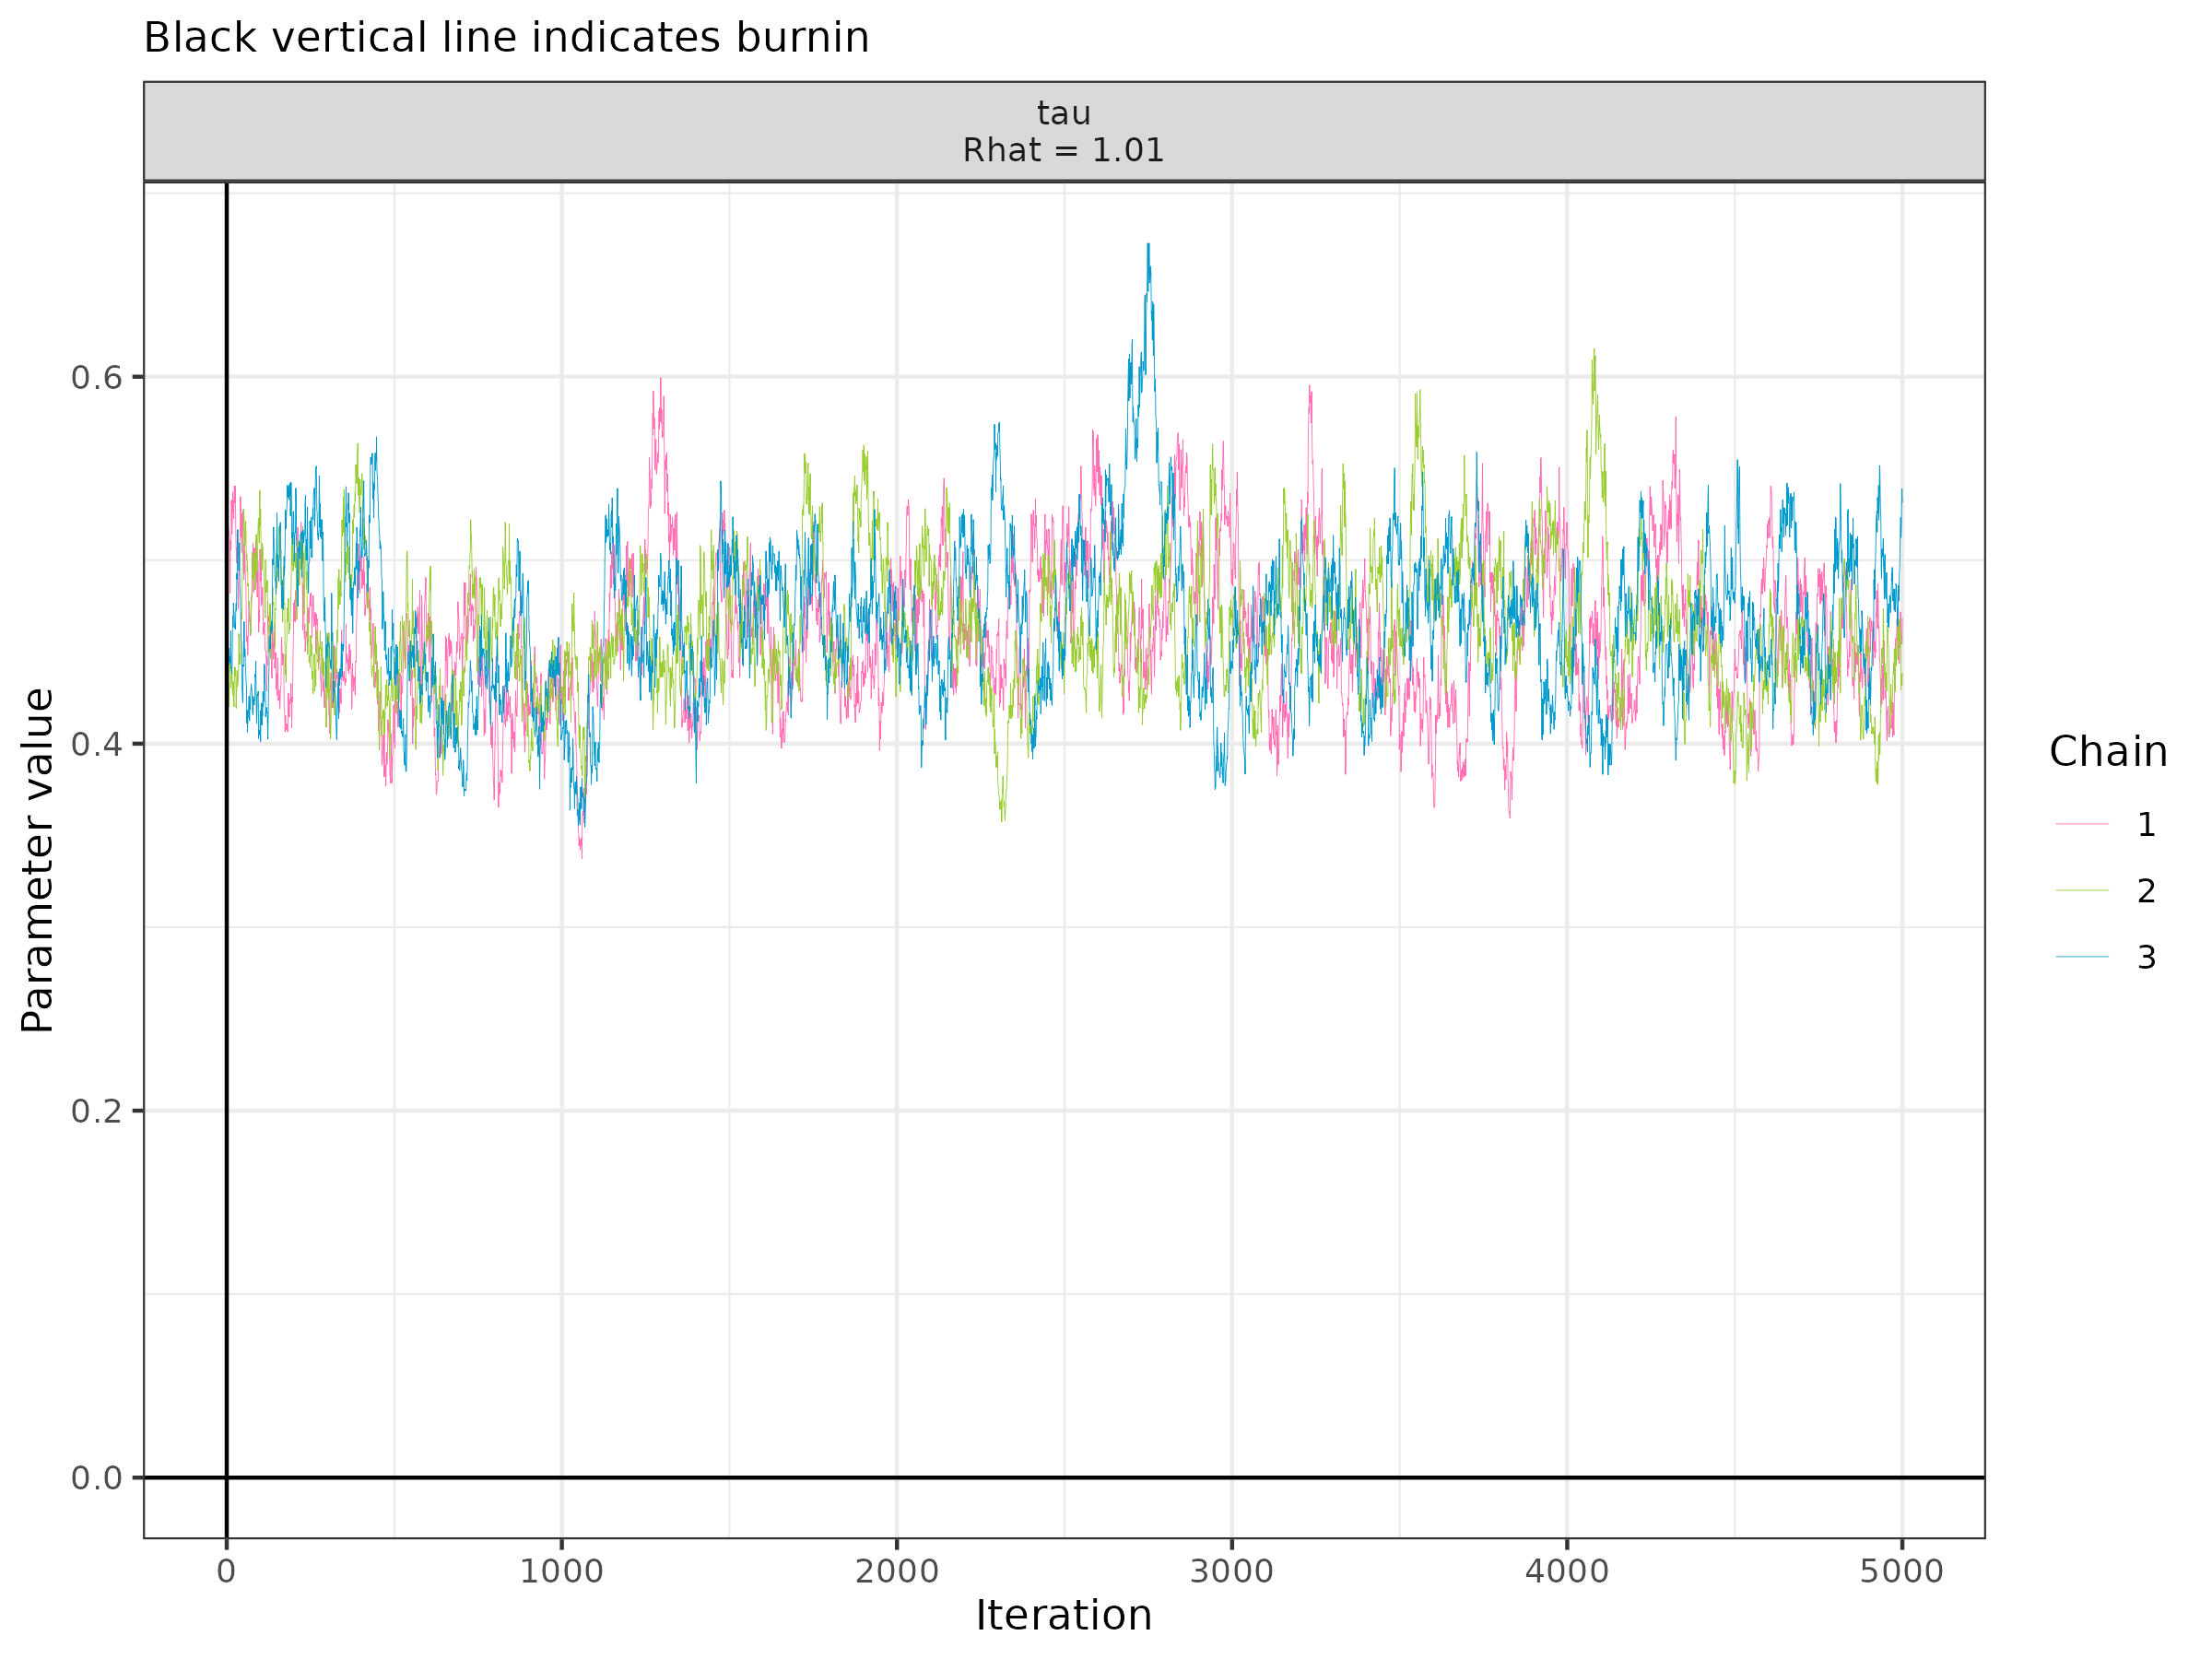 Black vertical line indicates burnin
tau
Rhat = 1.01
Parameter value
0.6
0.4
0.2
0.0
0 1000 2000 3000 4000 5000
Iteration
Chain
1
2
3